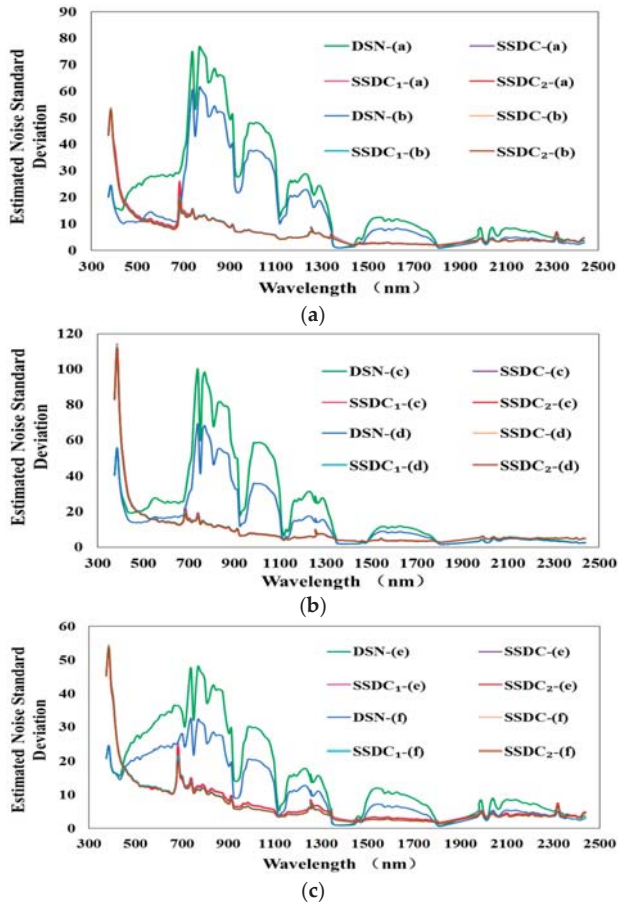 Estimated Noise Standard
Deviation
90
80
70
60
50
40
30
20
10
0
DSN-(a) SSDC-(a)
SSDC₁-(a) SSDC₂-(a)
DSN-(b) SSDC-(b)
SSDC₁-(b) SSDC₂-(b)
300 500 700 900 1100 1300 1500 1700 1900 2100 2300 2500
Wavelength （nm）
(a)
Estimated Noise Standard
Deviation
120
100
80
60
40
20
0
DSN-(c) SSDC-(c)
SSDC₁-(c) SSDC₂-(c)
DSN-(d) SSDC-(d)
SSDC₁-(d) SSDC₂-(d)
300 500 700 900 1100 1300 1500 1700 1900 2100 2300 2500
Wavelength （nm）
(b)
Estimated Noise Standard
Deviation
60
50
40
30
20
10
0
DSN-(e) SSDC-(e)
SSDC₁-(e) SSDC₂-(e)
DSN-(f) SSDC-(f)
SSDC₁-(f) SSDC₂-(f)
300 500 700 900 1100 1300 1500 1700 1900 2100 2300 2500
Wavelength （nm）
(c)